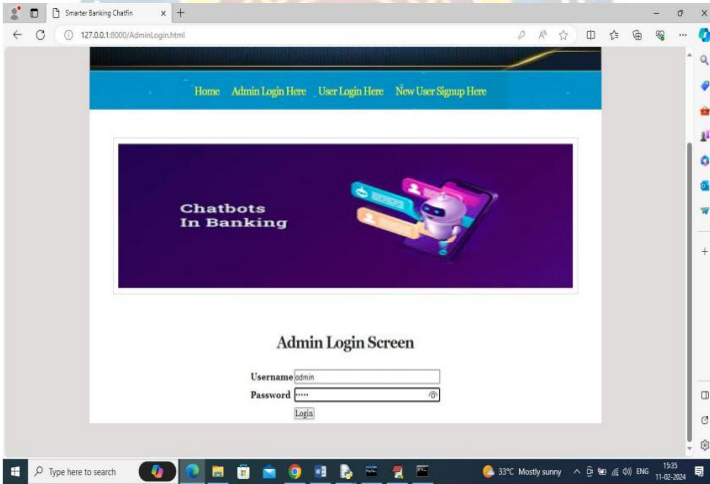 Smarter Banking Chatfin
127.0.0.1:8000/AdminLogin.html
Home Admin Login Here User Login Here New User Signup Here
Chatbots
In Banking
Admin Login Screen
Username admin
Password •••••
Login
Type here to search
33°C Mostly sunny
ENG
15:35
11-02-2024